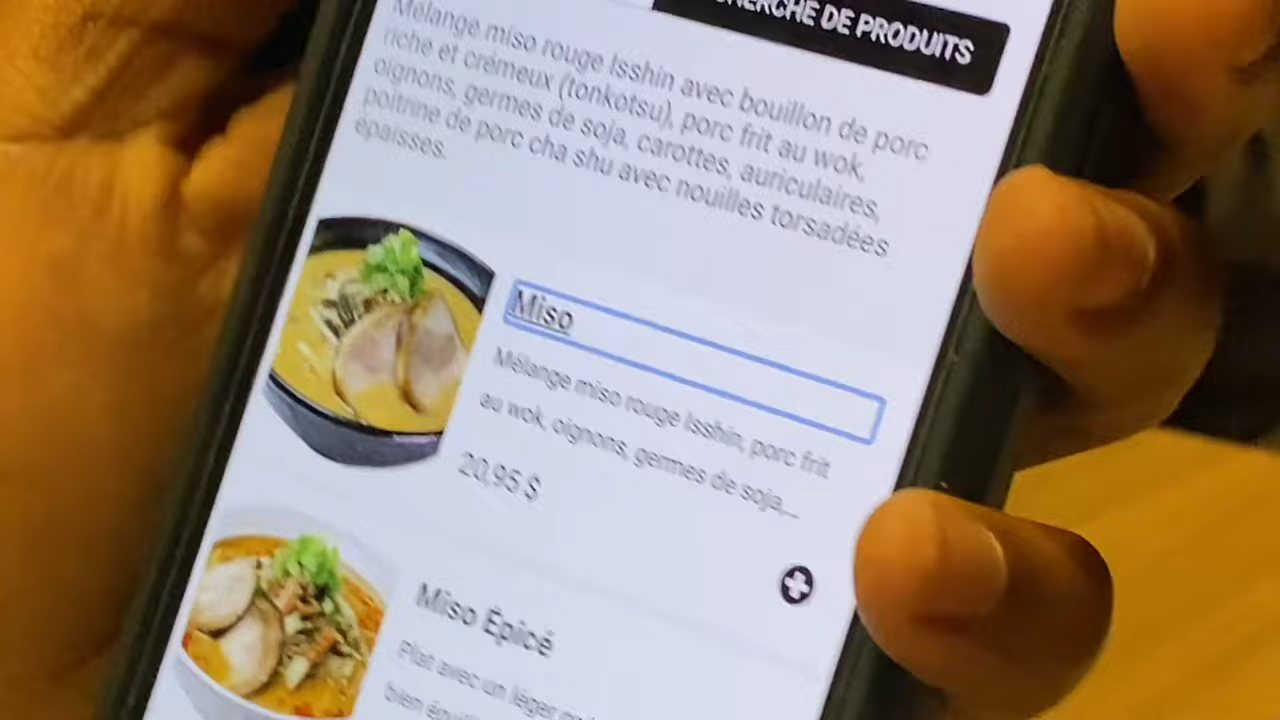 CHERCHE DE PRODUITS
Mélange miso rouge Isshin avec bouillon de porc
riche et crémeux (tonkotsu), porc frit au wok,
oignons, germes de soja, carottes, auriculaires,
poitrine de porc cha shu avec nouilles torsadées
épaisses.
Miso
Mélange miso rouge Isshin, porc frit
au wok, oignons, germes de soja,...
20,95 $
Miso Épicé
Plat avec un léger
bien